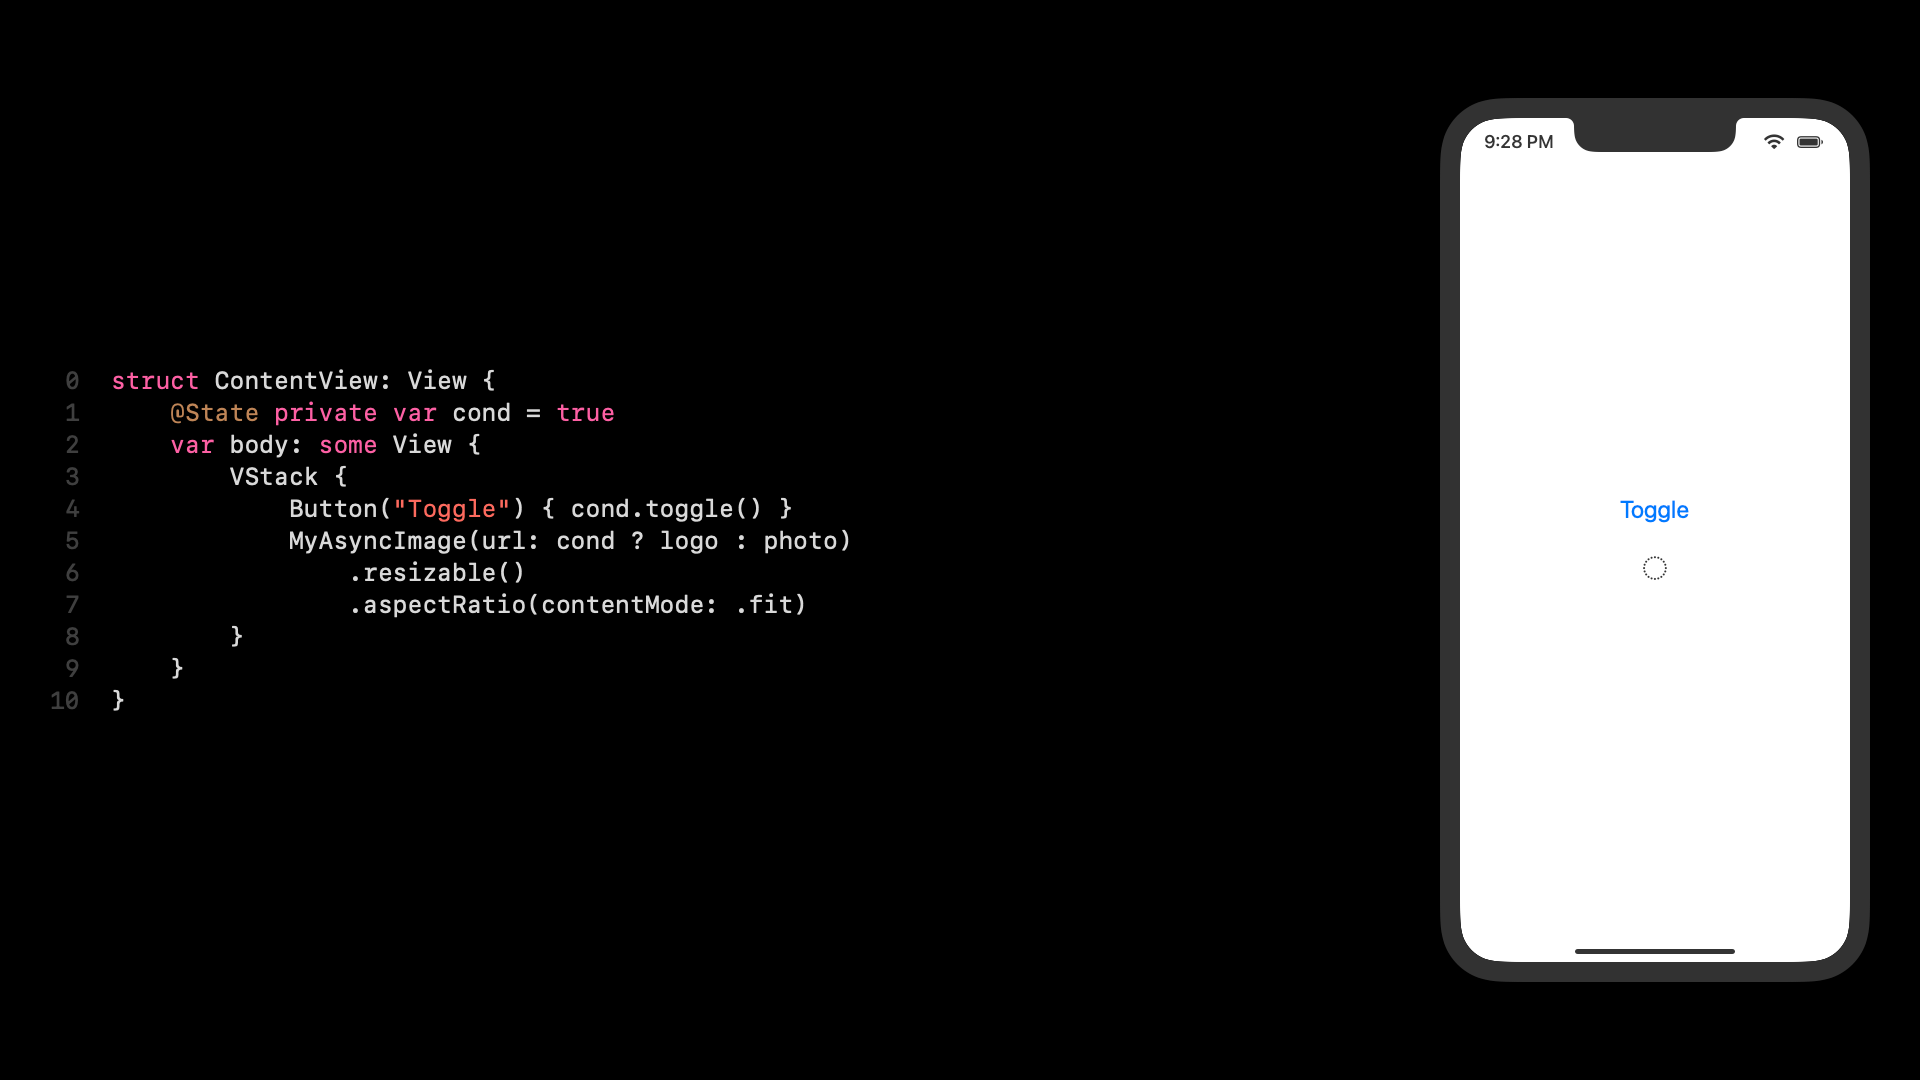 0 struct ContentView: View {
1     @State private var cond = true
2     var body: some View {
3         VStack {
4             Button("Toggle") { cond.toggle() }
5             MyAsyncImage(url: cond ? logo : photo)
6                 .resizable()
7                 .aspectRatio(contentMode: .fit)
8         }
9     }
10 }
9:28 PM
Toggle